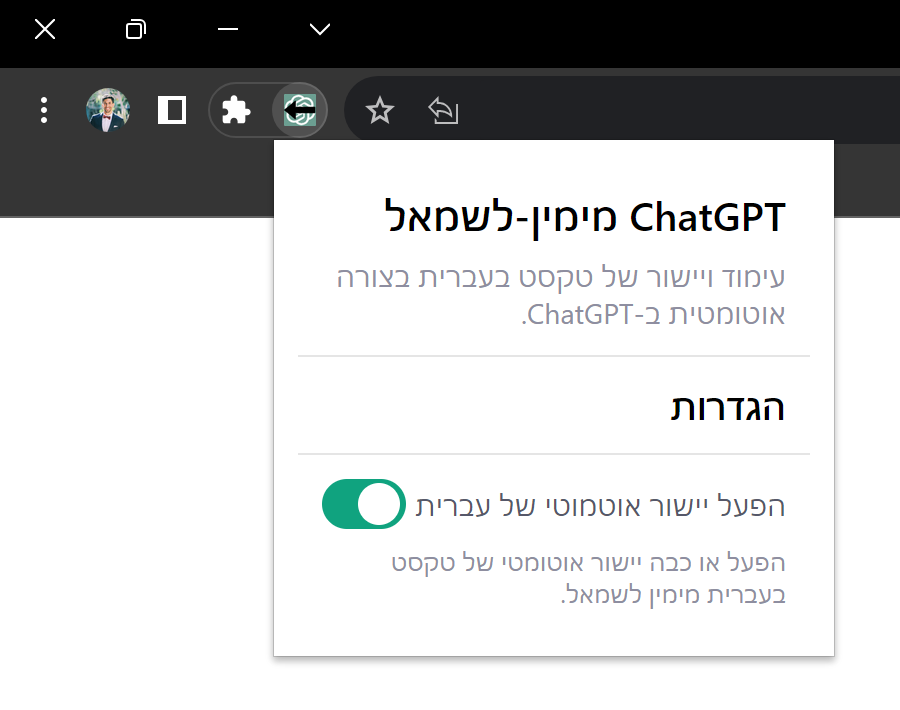 ChatGPT מימין-לשמאל
עימוד ויישור של טקסט בעברית בצורה
אוטומטית ב-ChatGPT.
הגדרות
הפעל יישור אוטמוטי של עברית
הפעל או כבה יישור אוטומטי של טקסט
בעברית מימין לשמאל.